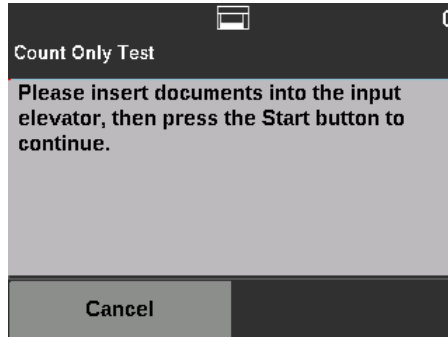 Count Only Test
Please insert documents into the input
elevator, then press the Start button to
continue.
Cancel